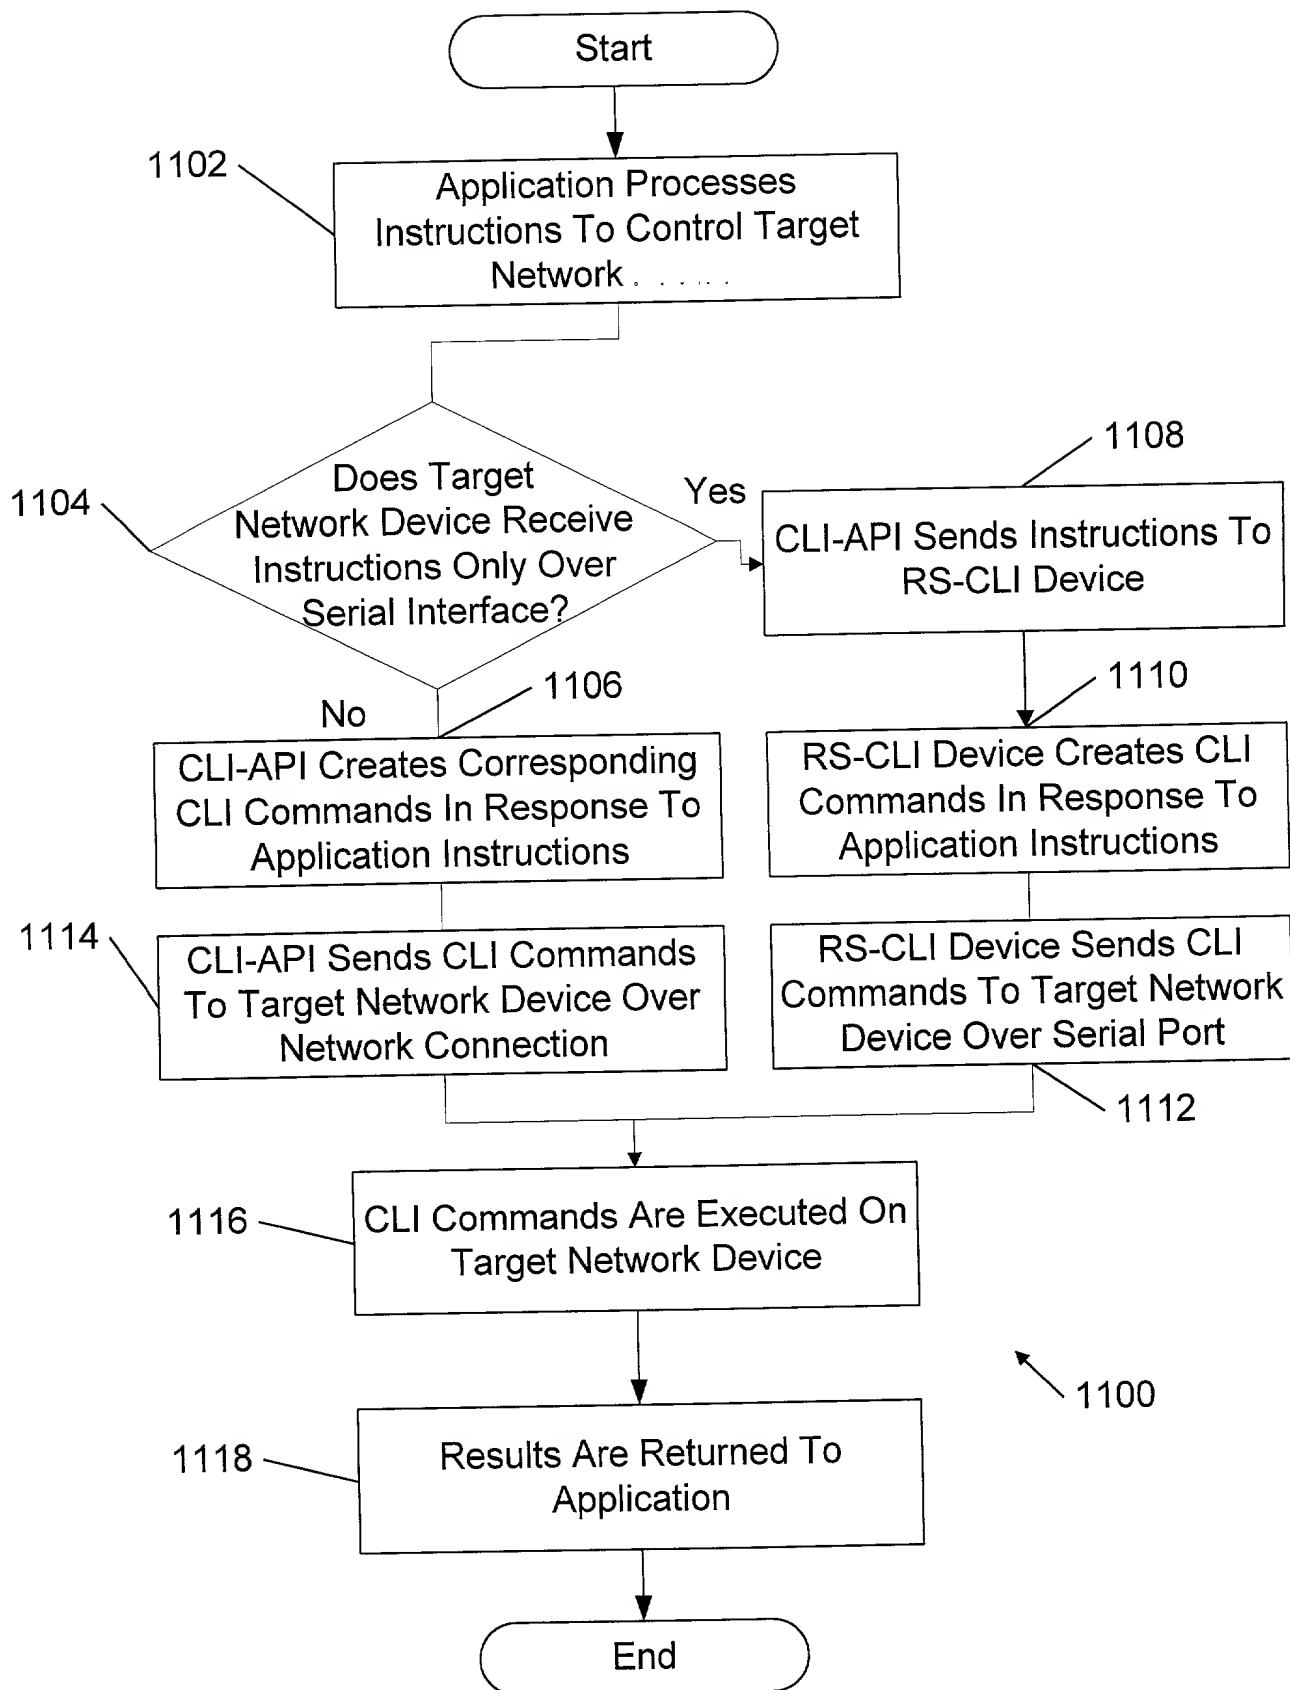 Start
1102
Application Processes
Instructions To Control Target
Network
1104
Does Target
Network Device Receive
Instructions Only Over
Serial Interface?
Yes
1108
CLI-API Sends Instructions To
RS-CLI Device
No
1106
1110
CLI-API Creates Corresponding
CLI Commands In Response To
Application Instructions
RS-CLI Device Creates CLI
Commands In Response To
Application Instructions
1114
CLI-API Sends CLI Commands
To Target Network Device Over
Network Connection
RS-CLI Device Sends CLI
Commands To Target Network
Device Over Serial Port
1112
1116
CLI Commands Are Executed On
Target Network Device
1100
1118
Results Are Returned To
Application
End